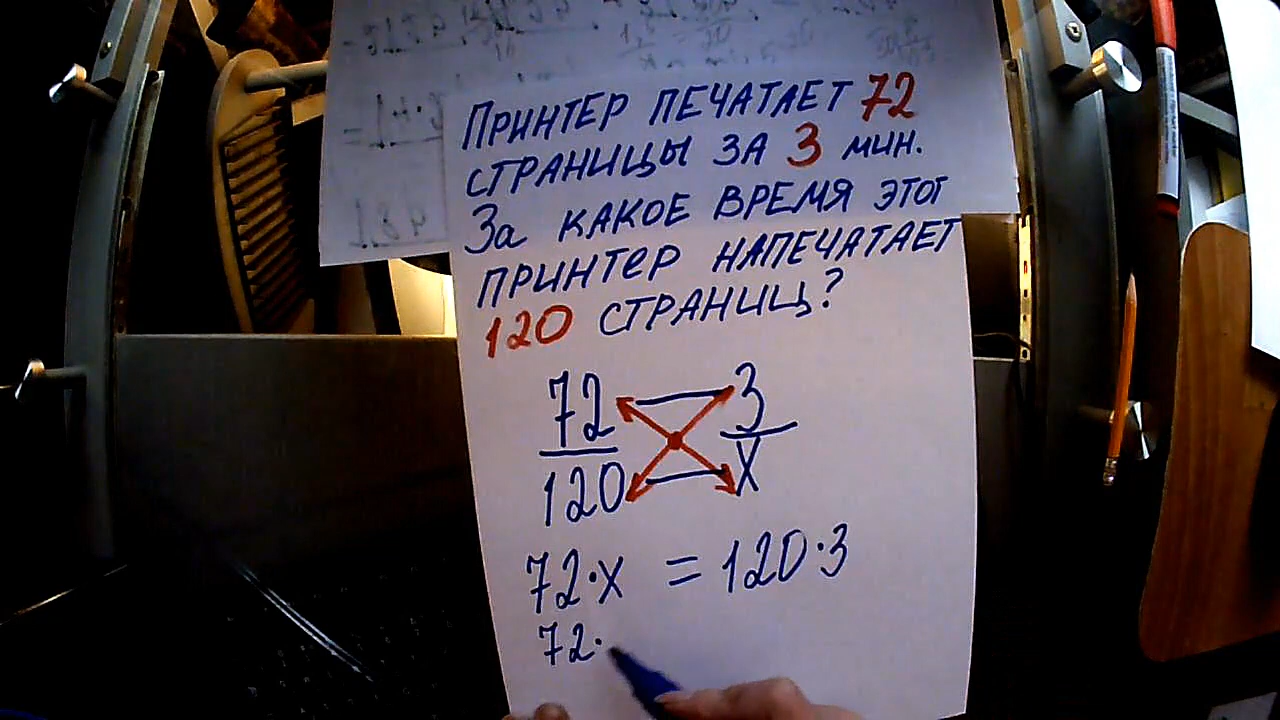 ПРИНТЕР ПЕЧАТАЕТ 72
СТРАНИЦЫ ЗА 3 МИН.
За КАКОЕ ВРЕМЯ ЭТОТ
ПРИНТеР НАПЕЧАТАЕТ
120 СТРАНИЦ?
72 3
120 X
72·x = 120·3
72·